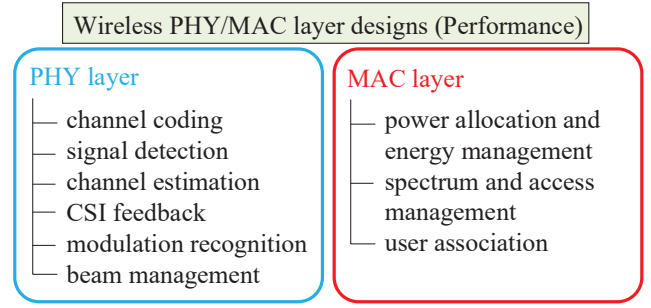 Wireless PHY/MAC layer designs (Performance)
PHY layer
channel coding
signal detection
channel estimation
CSI feedback
modulation recognition
beam management
MAC layer
power allocation and
energy management
spectrum and access
management
user association